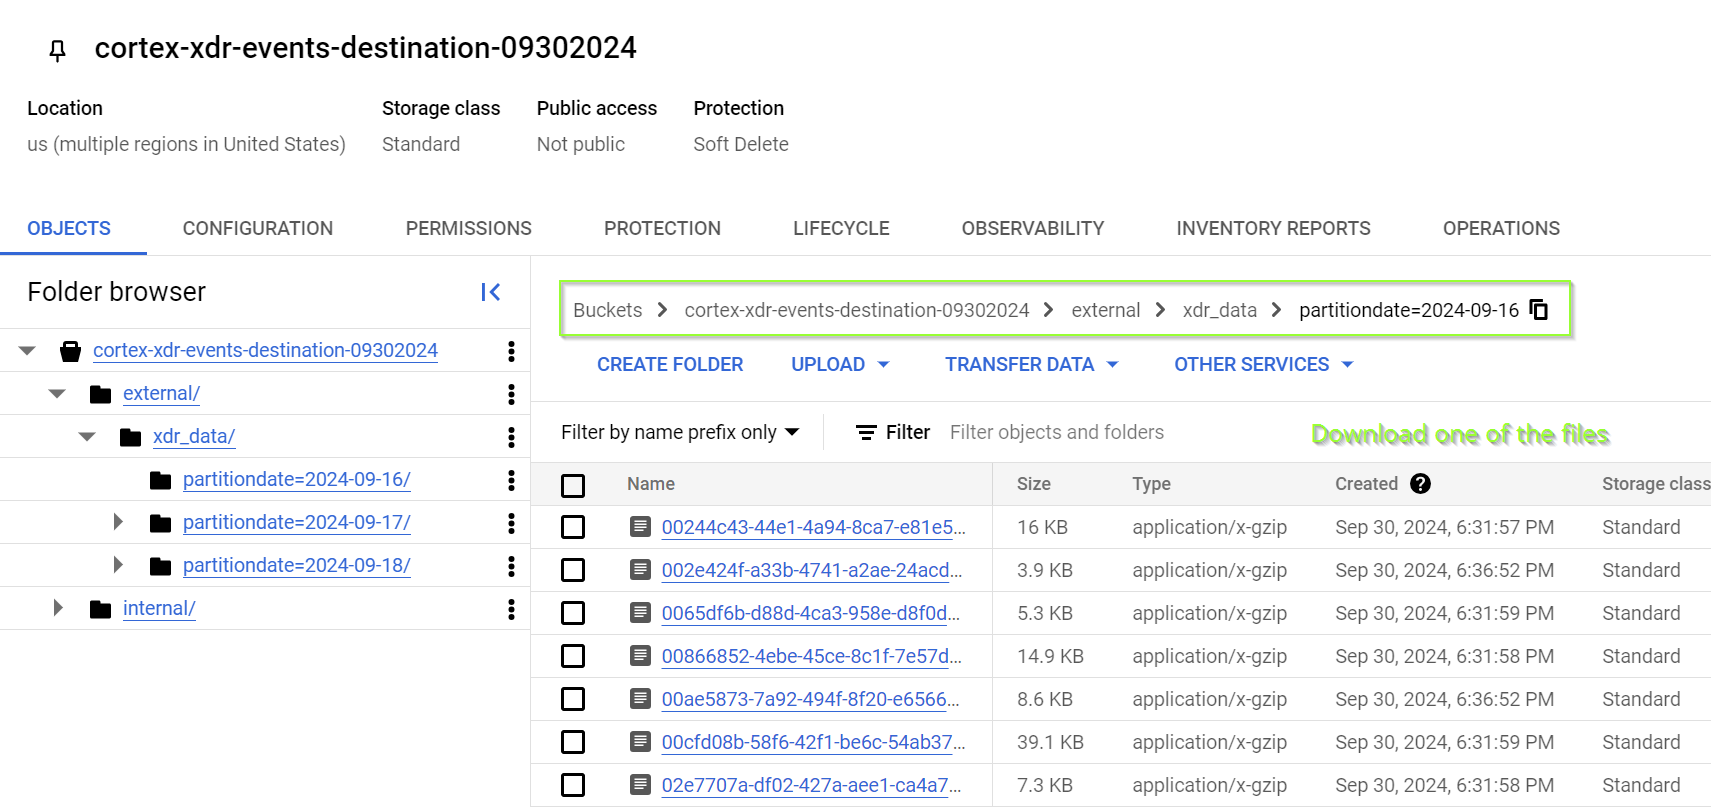 cortex-xdr-events-destination-09302024
Location Storage class Public access Protection
us (multiple regions in United States) Standard Not public Soft Delete
OBJECTS CONFIGURATION PERMISSIONS PROTECTION LIFECYCLE OBSERVABILITY INVENTORY REPORTS OPERATIONS
Folder browser
cortex-xdr-events-destination-09302024
external/
xdr_data/
partitiondate=2024-09-16/
partitiondate=2024-09-17/
partitiondate=2024-09-18/
internal/
Buckets > cortex-xdr-events-destination-09302024 > external > xdr_data > partitiondate=2024-09-16
CREATE FOLDER UPLOAD TRANSFER DATA OTHER SERVICES
Filter by name prefix only Filter Filter objects and folders Download one of the files
Name Size Type Created ? Storage class
00244c43-44e1-4a94-8ca7-e81e5... 16 KB application/x-gzip Sep 30, 2024, 6:31:57 PM Standard
002e424f-a33b-4741-a2ae-24acd... 3.9 KB application/x-gzip Sep 30, 2024, 6:36:52 PM Standard
0065df6b-d88d-4ca3-958e-d8f0d... 5.3 KB application/x-gzip Sep 30, 2024, 6:31:59 PM Standard
00866852-4ebe-45ce-8c1f-7e57d... 14.9 KB application/x-gzip Sep 30, 2024, 6:31:58 PM Standard
00ae5873-7a92-494f-8f20-e6566... 8.6 KB application/x-gzip Sep 30, 2024, 6:36:52 PM Standard
00cfd08b-58f6-42f1-be6c-54ab37... 39.1 KB application/x-gzip Sep 30, 2024, 6:31:59 PM Standard
02e7707a-df02-427a-aee1-ca4a7... 7.3 KB application/x-gzip Sep 30, 2024, 6:31:58 PM Standard